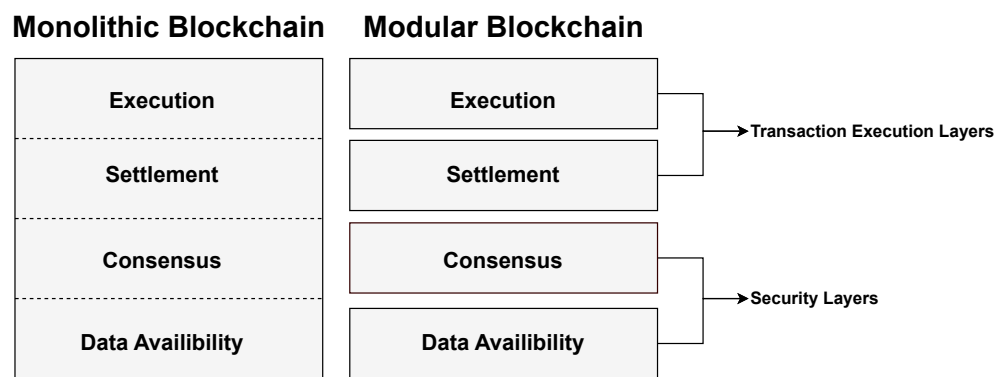 Monolithic Blockchain
Modular Blockchain
Execution
Settlement
Consensus
Data Availibility
Execution
Settlement
Consensus
Data Availibility
Transaction Execution Layers
Security Layers